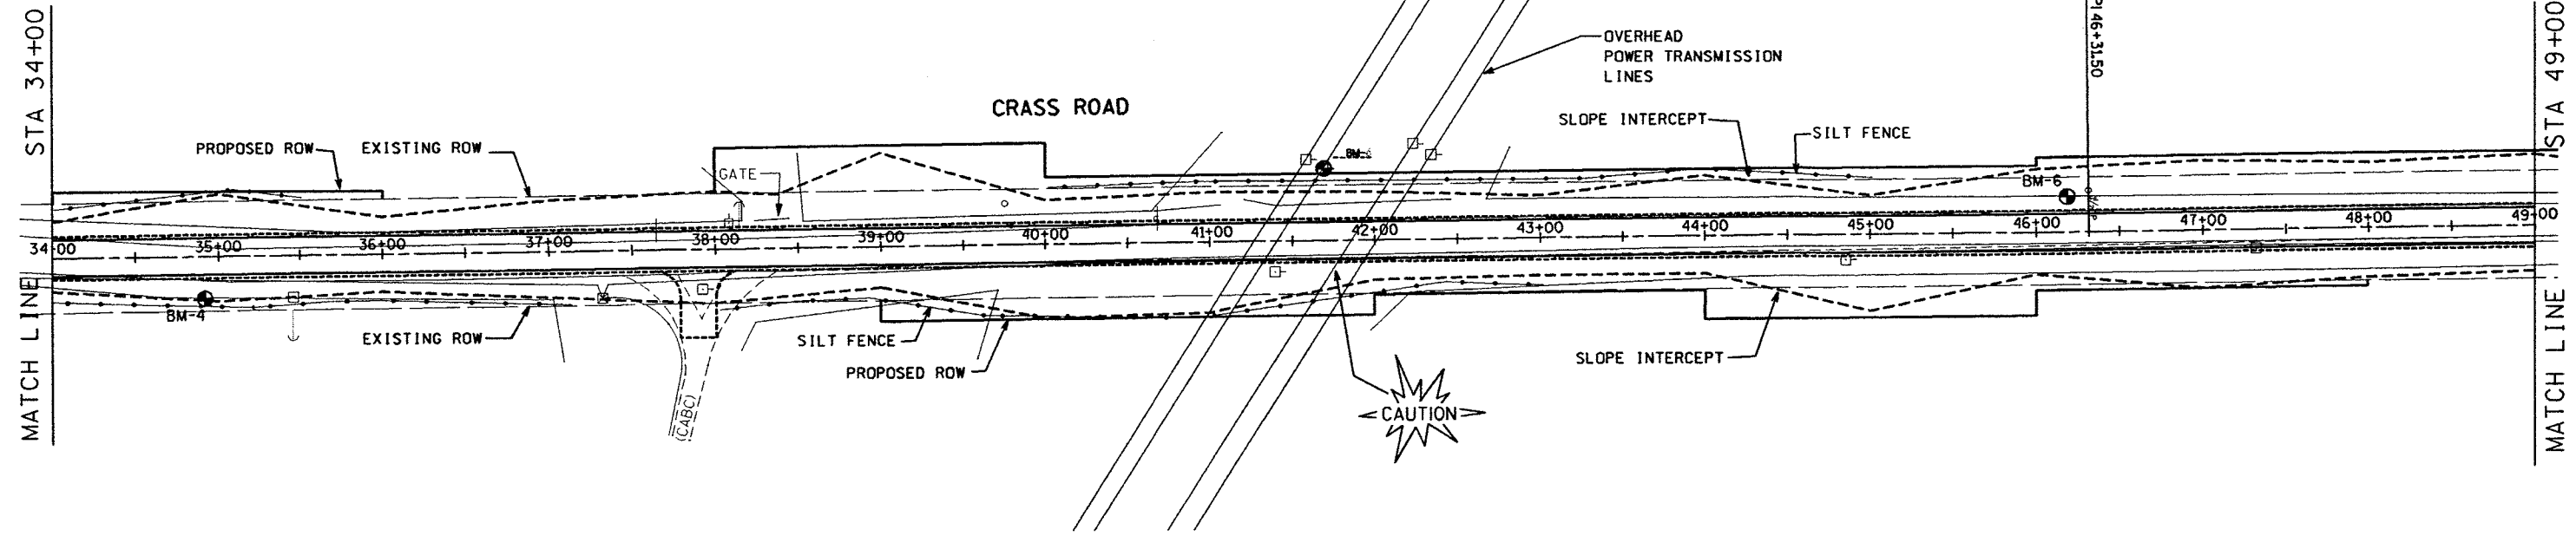 STA 34+00
MATCH LINE
PROPOSED ROW
EXISTING ROW
GATE
CRASS ROAD
OVERHEAD
POWER TRANSMISSION
LINES
SLOPE INTERCEPT
SILT FENCE
PI 46+31.50
STA 49+00
MATCH LINE
BM-6
34+00
35+00
36+00
37+00
38+00
39+00
40+00
41+00
42+00
43+00
44+00
45+00
46+00
47+00
48+00
49+00
BM-4
EXISTING ROW
(CABC)
SILT FENCE
PROPOSED ROW
CAUTION
SLOPE INTERCEPT